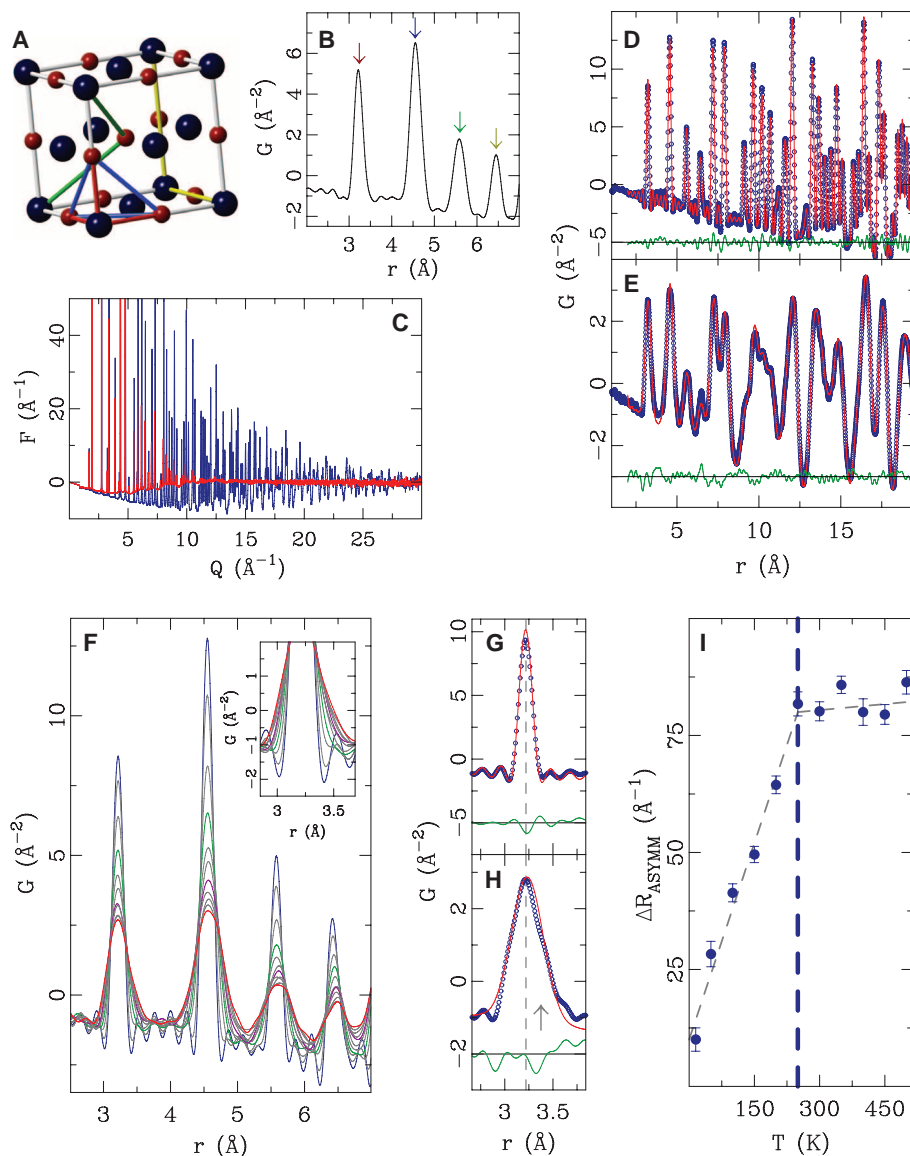 A
B
6
4
2
0
−2
G (Å⁻²)
3 4 5 6
r (Å)
C
40
20
0
F (Å⁻¹)
5 10 15 20 25
Q (Å⁻¹)
D
10
5
0
−5
E
2
0
−2
G (Å⁻²)
5 10 15
r (Å)
F
10
5
0
G (Å⁻²)
3 4 5 6
r (Å)
1
0
−1
−2
G (Å⁻²)
3 3.5
r (Å)
G
10
5
0
−5
H
2
0
−2
G (Å⁻²)
3 3.5
r (Å)
I
75
50
25
ΔR_ASYMM (Å⁻¹)
150 300 450
T (K)